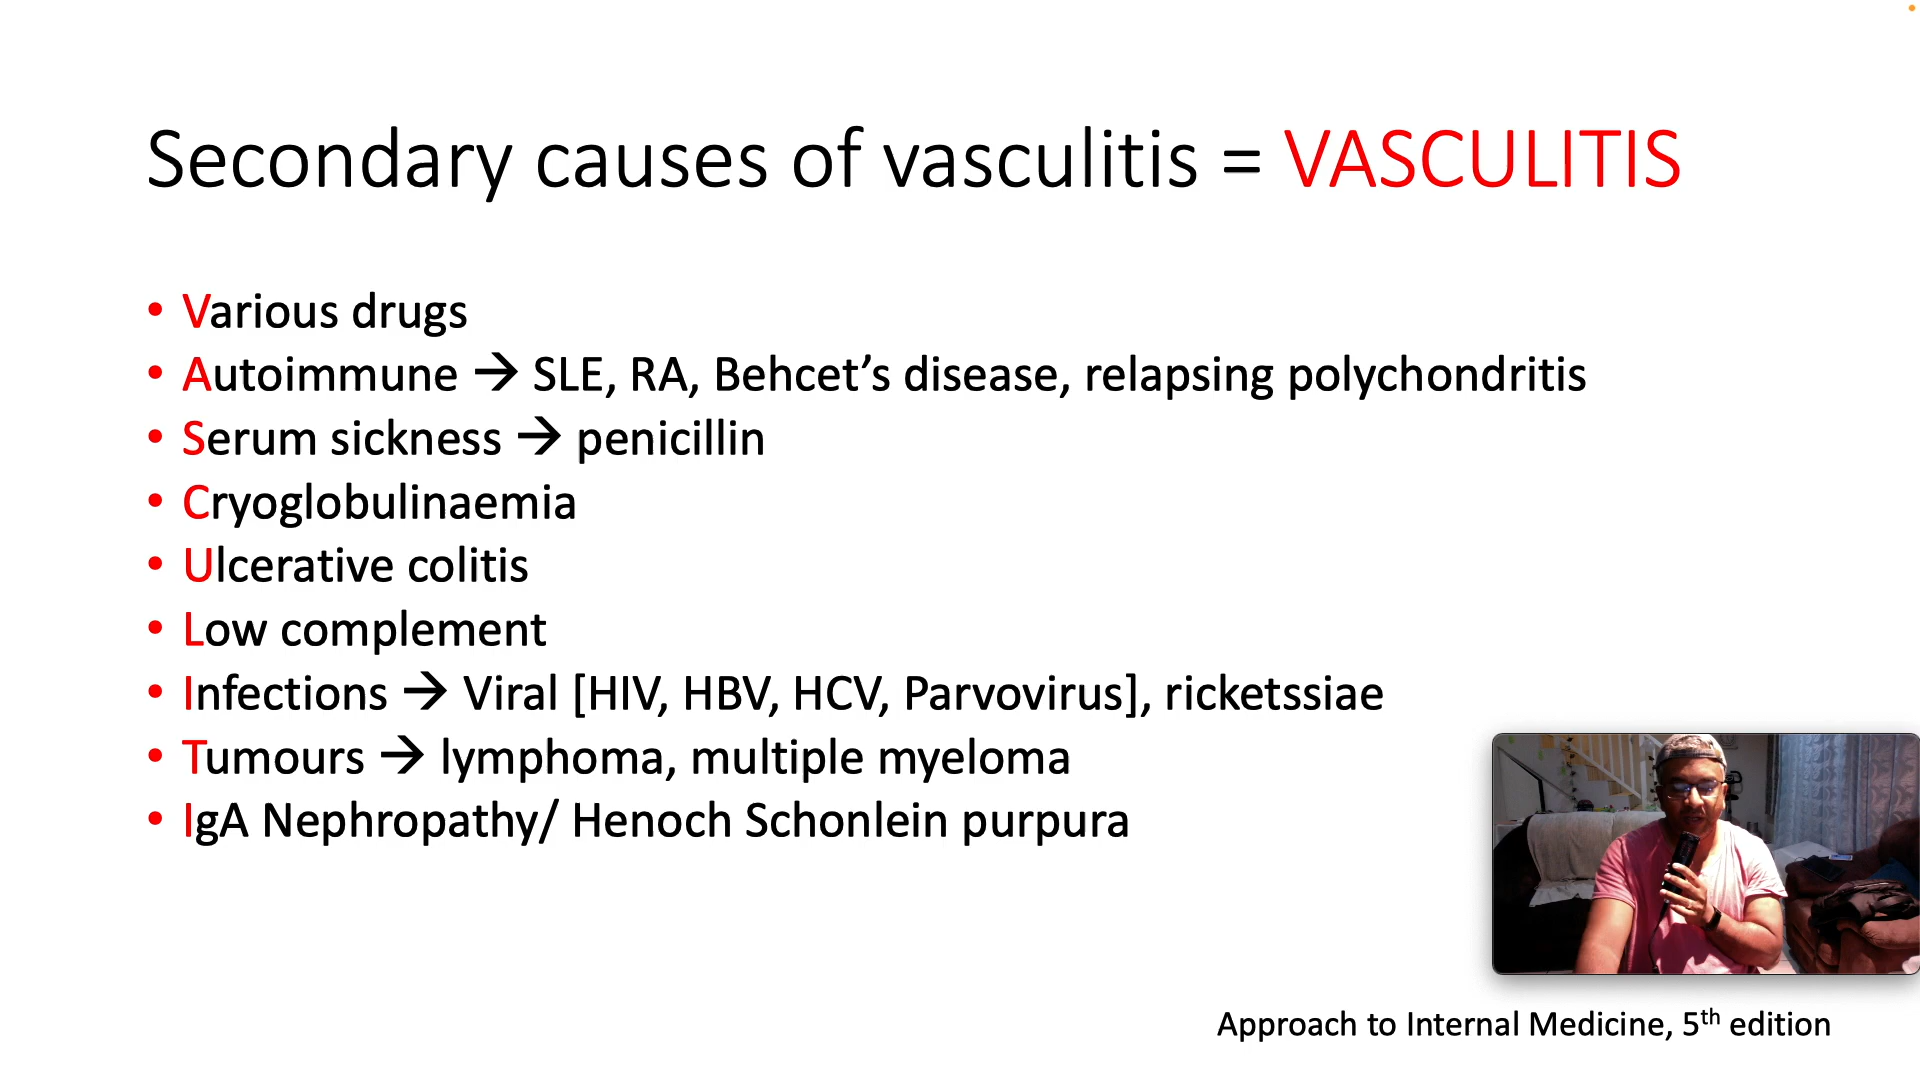 Secondary causes of vasculitis = VASCULITIS
• Various drugs
• Autoimmune → SLE, RA, Behcet’s disease, relapsing polychondritis
• Serum sickness → penicillin
• Cryoglobulinaemia
• Ulcerative colitis
• Low complement
• Infections → Viral [HIV, HBV, HCV, Parvovirus], ricketssiae
• Tumours → lymphoma, multiple myeloma
• IgA Nephropathy/ Henoch Schonlein purpura
Approach to Internal Medicine, 5th edition